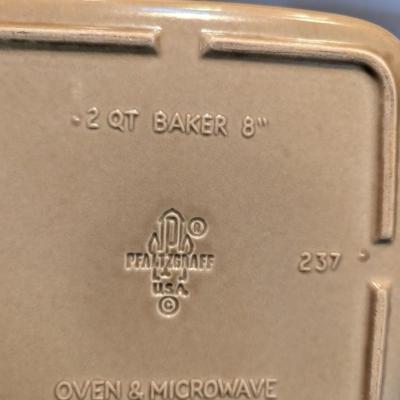 2 QT BAKER 8"
P ®
PFALTZGRAFF
U.S.A.
©
237
OVEN & MICROWAVE